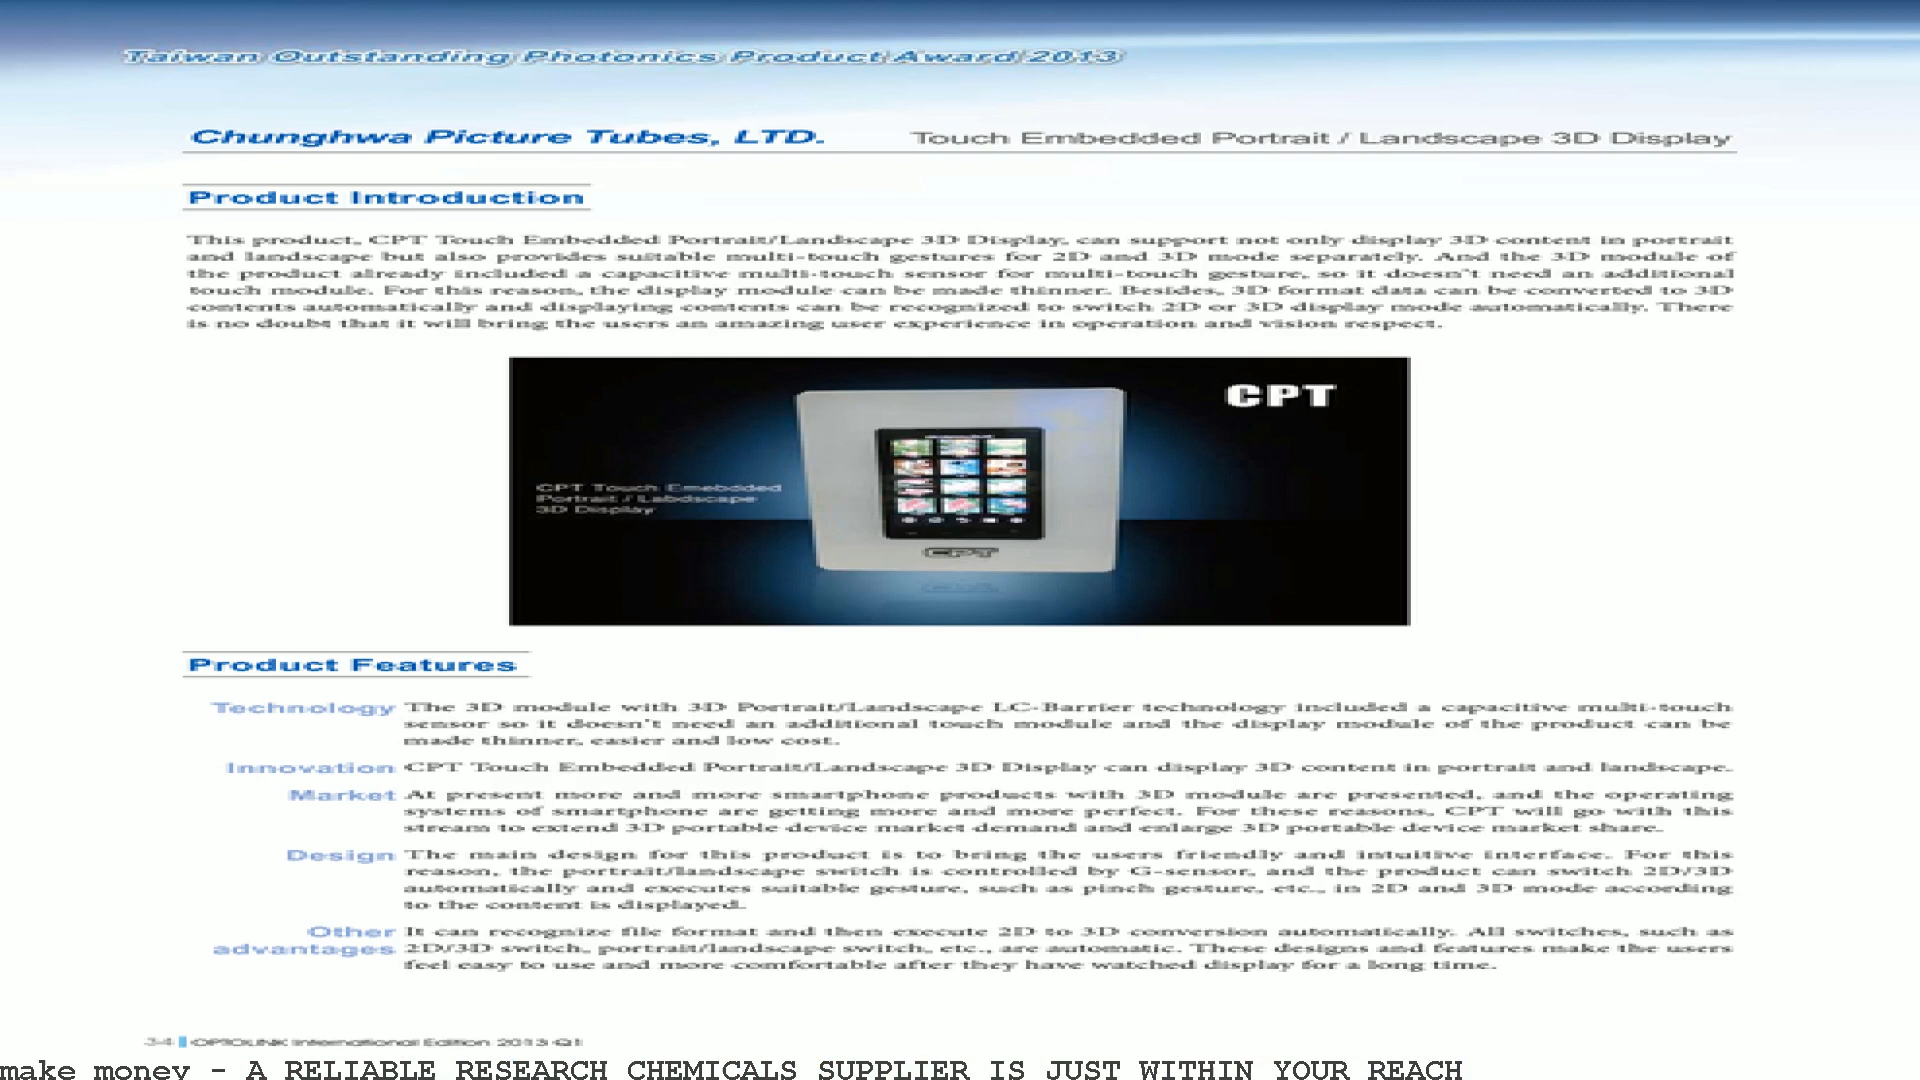 Taiwan Outstanding Photonics Product Award 2013
Chunghwa Picture Tubes, LTD. Touch Embedded Portrait / Landscape 3D Display
Product Introduction
This product, CPT Touch Embedded Portrait/Landscape 3D Display, can support not only display 3D content in portrait
and landscape but also provides suitable multi-touch gestures for 2D and 3D mode separately. And the 3D module of
the product already included a capacitive multi-touch sensor for multi-touch gesture, so it doesn't need an additional
touch module. For this reason, the display module can be made thinner. Besides, 3D format data can be converted to 3D
contents automatically and displaying contents can be recognized to switch 2D or 3D display mode automatically. There
is no doubt that it will bring the users an amazing user experience in operation and vision respect.
CPT
CPT Touch Emebdded
Portrait / Labdscape
3D Display
CPT
Product Features
Technology The 3D module with 3D Portrait/Landscape LC-Barrier technology included a capacitive multi-touch
sensor so it doesn't need an additional touch module and the display module of the product can be
made thinner, easier and low cost.
Innovation CPT Touch Embedded Portrait/Landscape 3D Display can display 3D content in portrait and landscape.
Market At present more and more smartphone products with 3D module are presented, and the operating
systems of smartphone are getting more and more perfect. For these reasons, CPT will go with this
stream to extend 3D portable device market demand and enlarge 3D portable device market share.
Design The main design for this product is to bring the users friendly and intuitive interface. For this
reason, the portrait/landscape switch is controlled by G-sensor, and the product can switch 2D/3D
automatically and executes suitable gesture, such as pinch gesture, etc., in 2D and 3D mode according
to the content is displayed.
Other It can recognize file format and then execute 2D to 3D conversion automatically. All switches, such as
advantages 2D/3D switch, portrait/landscape switch, etc., are automatic. These designs and features make the users
feel easy to use and more comfortable after they have watched display for a long time.
34 OPTOLINK International Edition 2013 Q1
make money - A RELIABLE RESEARCH CHEMICALS SUPPLIER IS JUST WITHIN YOUR REACH